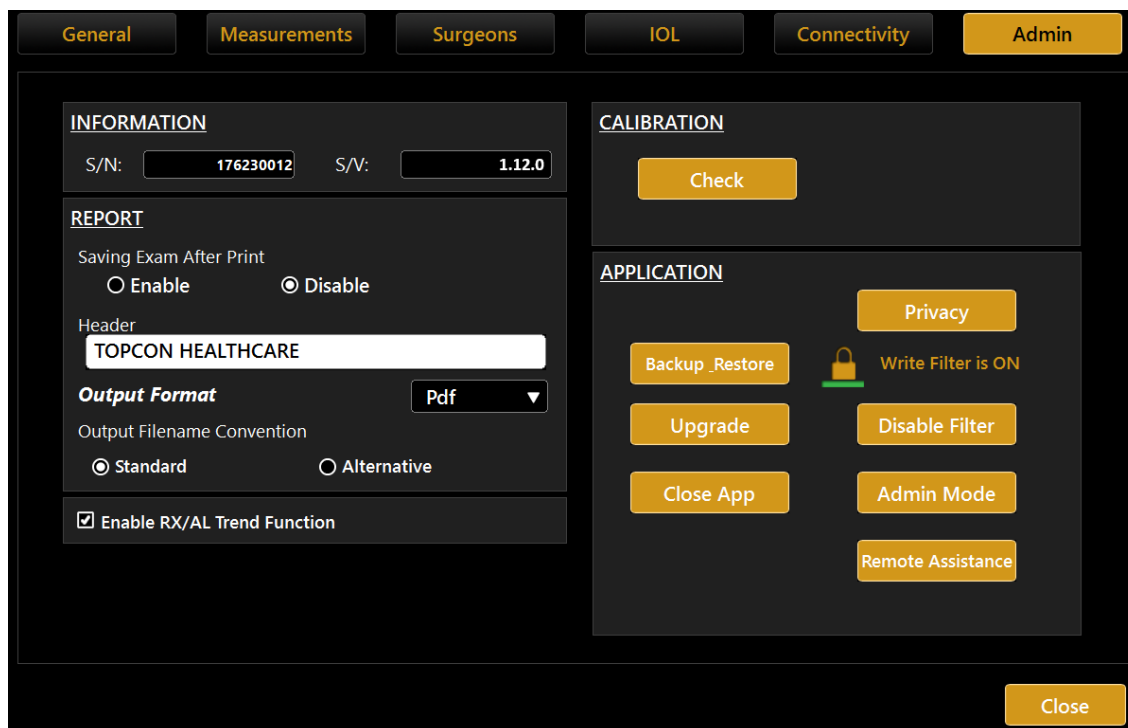 General
Measurements
Surgeons
IOL
Connectivity
Admin
INFORMATION
S/N:
176230012
S/V:
1.12.0
REPORT
Saving Exam After Print
Enable
Disable
Header
TOPCON HEALTHCARE
Output Format
Pdf
Output Filename Convention
Standard
Alternative
Enable RX/AL Trend Function
CALIBRATION
Check
APPLICATION
Privacy
Backup _Restore
Write Filter is ON
Upgrade
Disable Filter
Close App
Admin Mode
Remote Assistance
Close